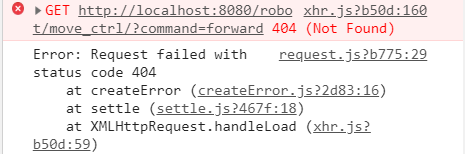 GET http://localhost:8080/robo xhr.js?b50d:160
t/move_ctrl/?command=forward 404 (Not Found)
Error: Request failed with request.js?b775:29
status code 404
at createError (createError.js?2d83:16)
at settle (settle.js?467f:18)
at XMLHttpRequest.handleLoad (xhr.js?
b50d:59)